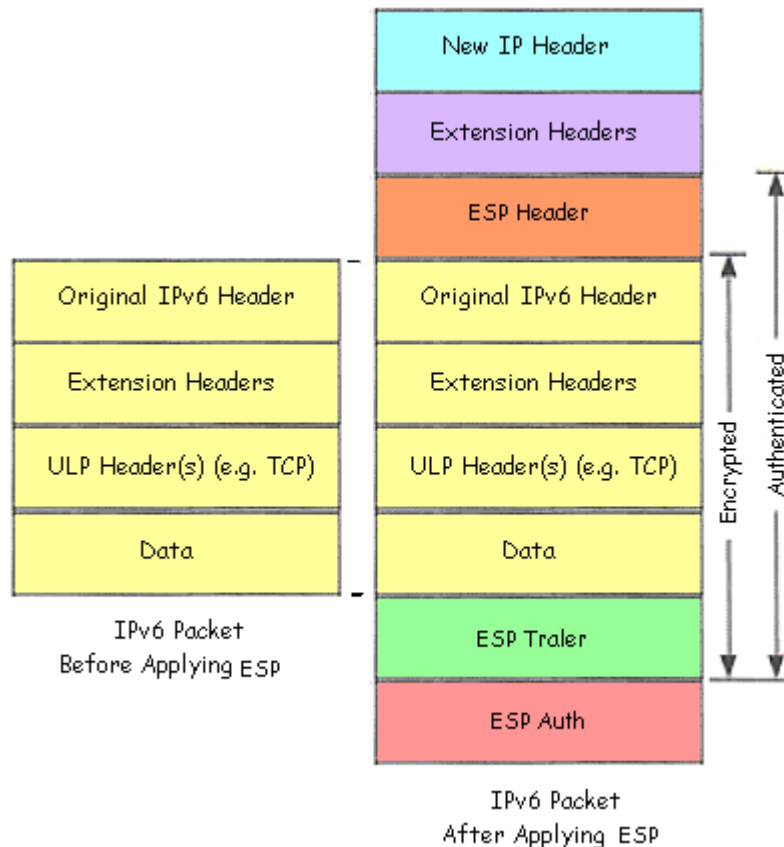 New IP Header
Extension Headers
ESP Header
Original IPv6 Header
Extension Headers
ULP Header(s) (e.g. TCP)
Data
IPv6 Packet
Before Applying ESP
Original IPv6 Header
Extension Headers
ULP Header(s) (e.g. TCP)
Data
ESP Traler
ESP Auth
Encrypted
Authenticated
IPv6 Packet
After Applying ESP